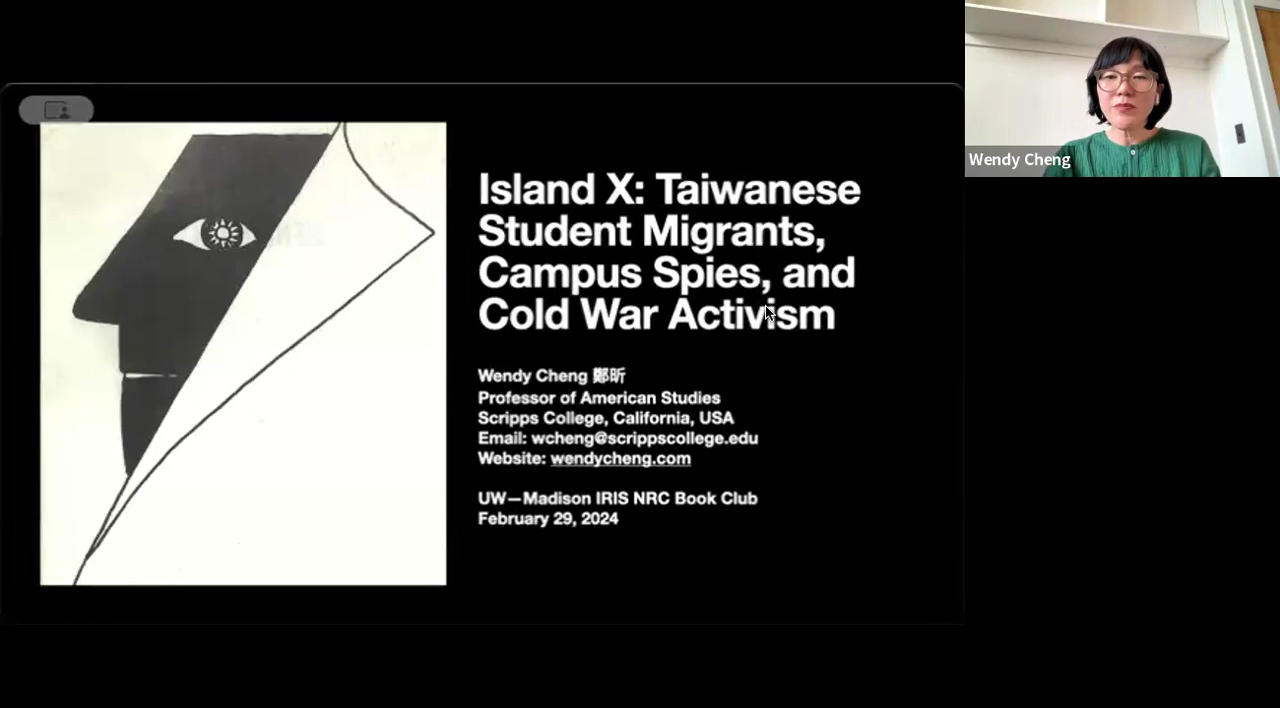 Island X: Taiwanese
Student Migrants,
Campus Spies, and
Cold War Activism
Wendy Cheng 鄭昕
Professor of American Studies
Scripps College, California, USA
Email: wcheng@scrippscollege.edu
Website: wendycheng.com
UW—Madison IRIS NRC Book Club
February 29, 2024
Wendy Cheng